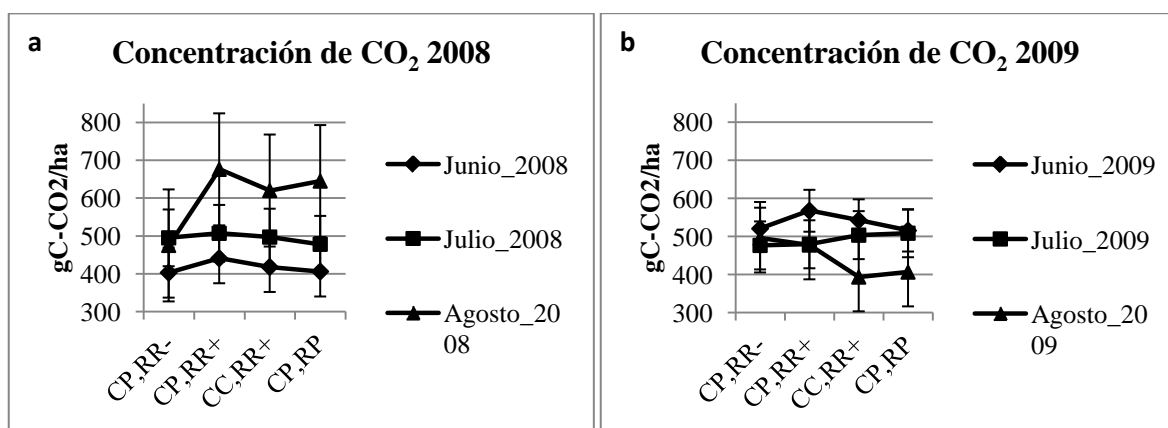 a
Concentración de CO₂ 2008
gC-CO2/ha
800
700
600
500
400
300
CP,RR-
CP,RR+
CC,RR+
CP,RP
Junio_2008
Julio_2008
Agosto_20
08
b
Concentración de CO₂ 2009
gC-CO2/ha
800
700
600
500
400
300
CP,RR-
CP,RR+
CC,RR+
CP,RP
Junio_2009
Julio_2009
Agosto_20
09